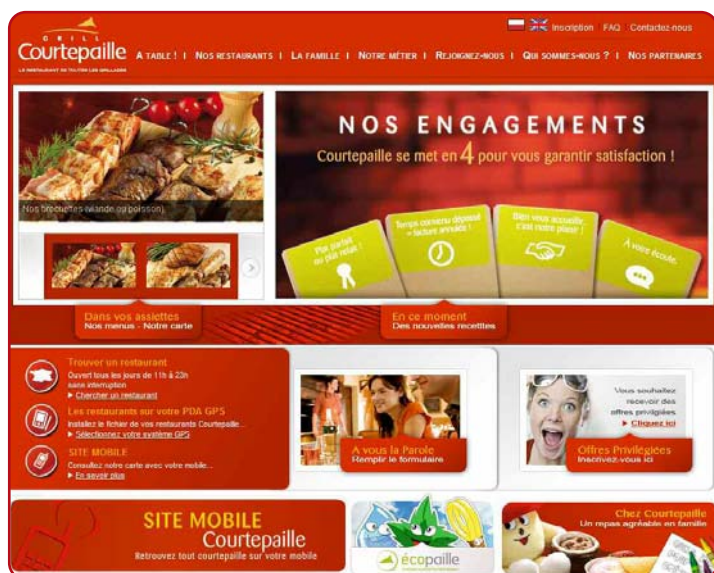 Inscription | FAQ | Contactez-nous
GRILL
Courtepaille
LE RESTAURANT DE TOUTES LES GRILLADES
A TABLE ! | NOS RESTAURANTS | LA FAMILLE | NOTRE MÉTIER | REJOIGNEZ-NOUS | QUI SOMMES-NOUS ? | NOS PARTENAIRES
Nos brochettes (viande ou poisson)
NOS ENGAGEMENTS
Courtepaille se met en 4 pour vous garantir satisfaction !
Plat parfait
ou plat refait !
Temps convenu dépassé
= facture annulée !
Bien vous accueillir,
c'est notre plaisir !
À votre écoute.
Dans vos assiettes
Nos menus - Notre carte
En ce moment
Des nouvelles recettes
Trouver un restaurant
Ouvert tous les jours de 11h à 23h
sans interruption
Chercher un restaurant
Les restaurants sur votre PDA GPS
Installez le fichier de vos restaurants Courtepaille...
Sélectionnez votre système GPS
SITE MOBILE
Consultez notre carte avec votre mobile...
En savoir plus
A vous la Parole
Remplir le formulaire
Vous souhaitez
recevoir des
offres privilégiées
Cliquez ici
Offres Privilégiées
Inscrivez-vous ici
SITE MOBILE
Courtepaille
Retrouvez tout courtepaille sur votre mobile
écopaille
Chez Courtepaille
Un repas agréable en famille